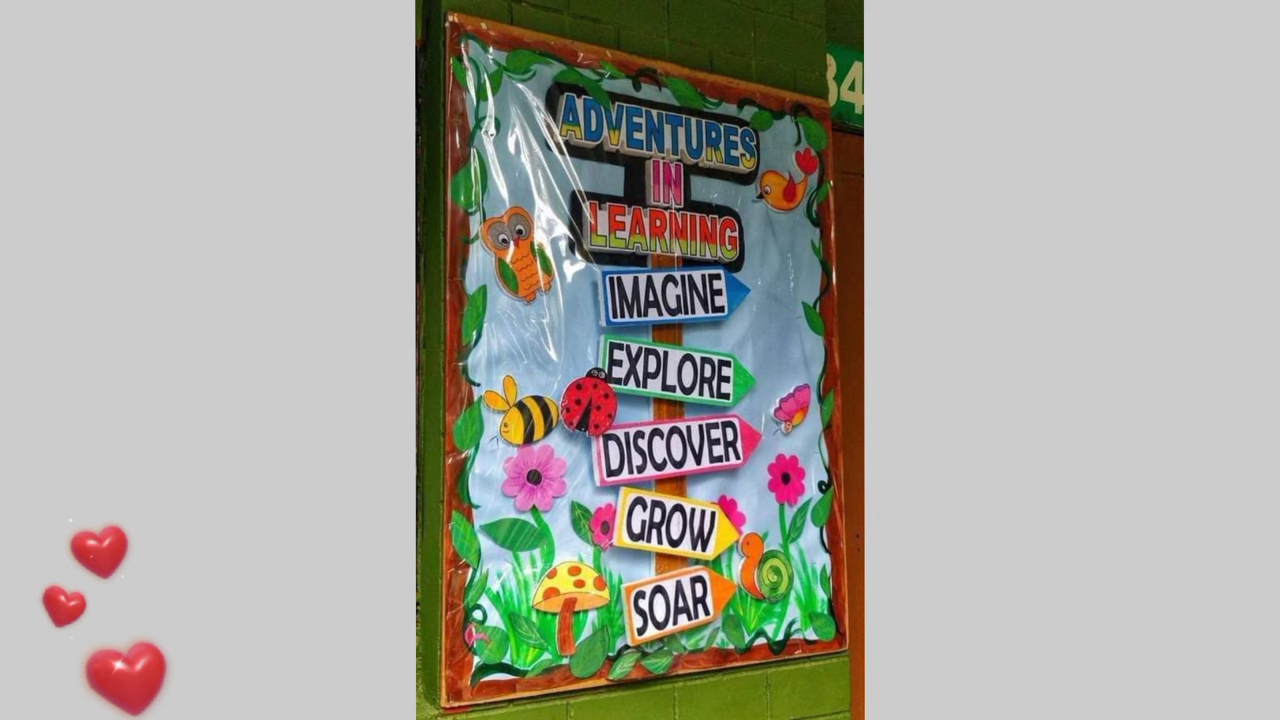 ADVENTURES
IN
LEARNING
IMAGINE
EXPLORE
DISCOVER
GROW
SOAR
34